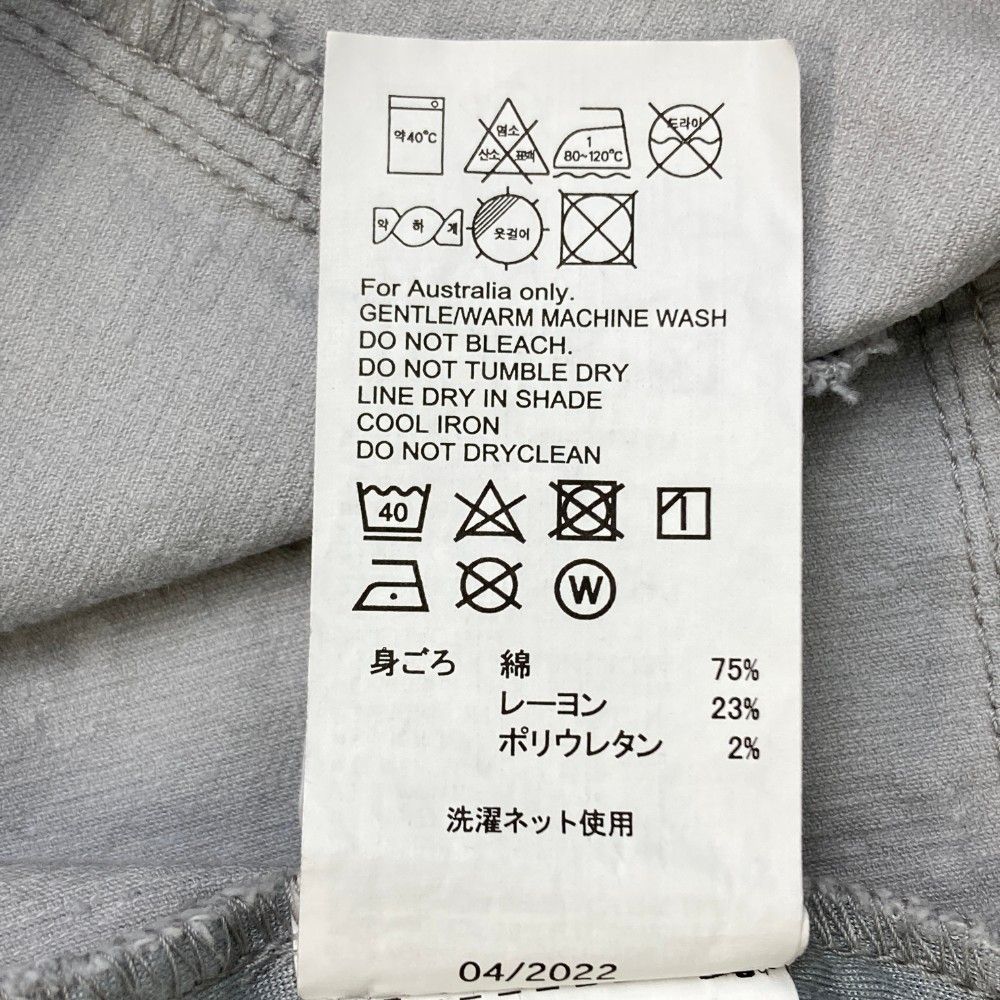 약40℃ 염소 산소 표백 1 80~120℃ 드라이
약 하 게 옷걸이
For Australia only.
GENTLE/WARM MACHINE WASH
DO NOT BLEACH.
DO NOT TUMBLE DRY
LINE DRY IN SHADE
COOL IRON
DO NOT DRYCLEAN
40
W
身ごろ 綿 75%
レーヨン 23%
ポリウレタン 2%
洗濯ネット使用
04/2022